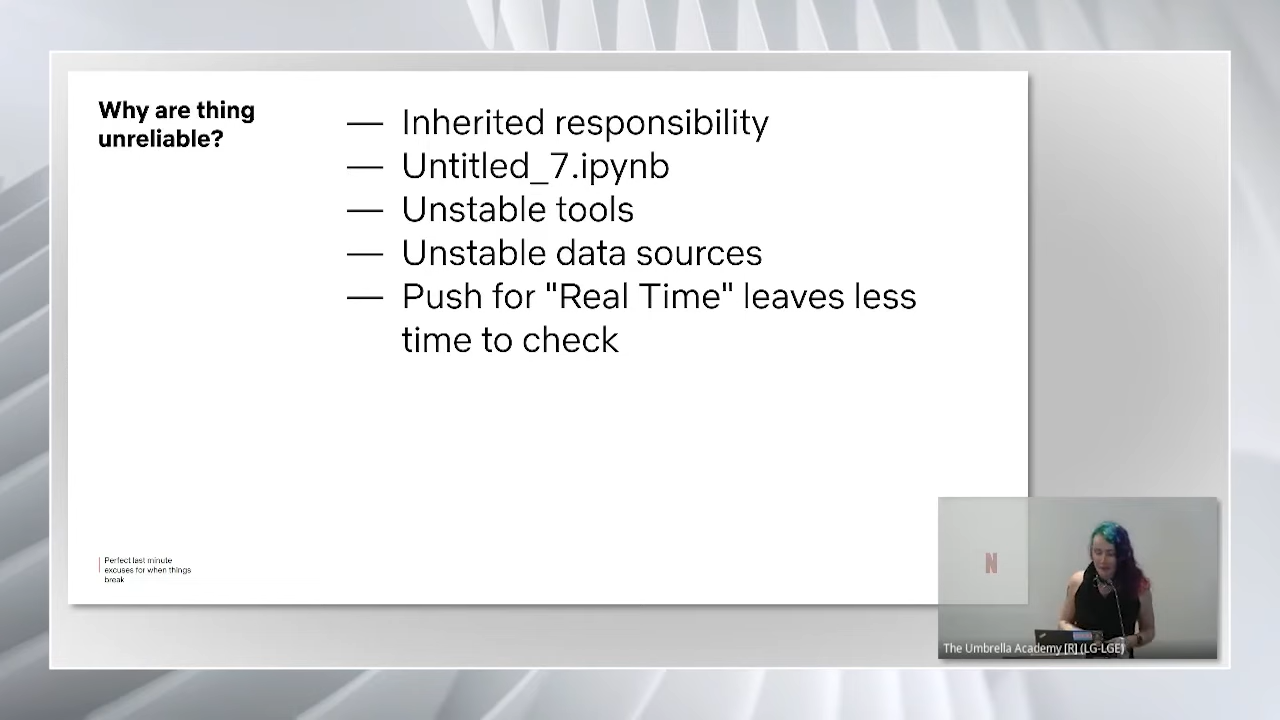 Why are thing
unreliable?
— Inherited responsibility
— Untitled_7.ipynb
— Unstable tools
— Unstable data sources
— Push for "Real Time" leaves less
time to check
Perfect last minute
excuses for when things
break
N
The Umbrella Academy [R] (LG-LGE)